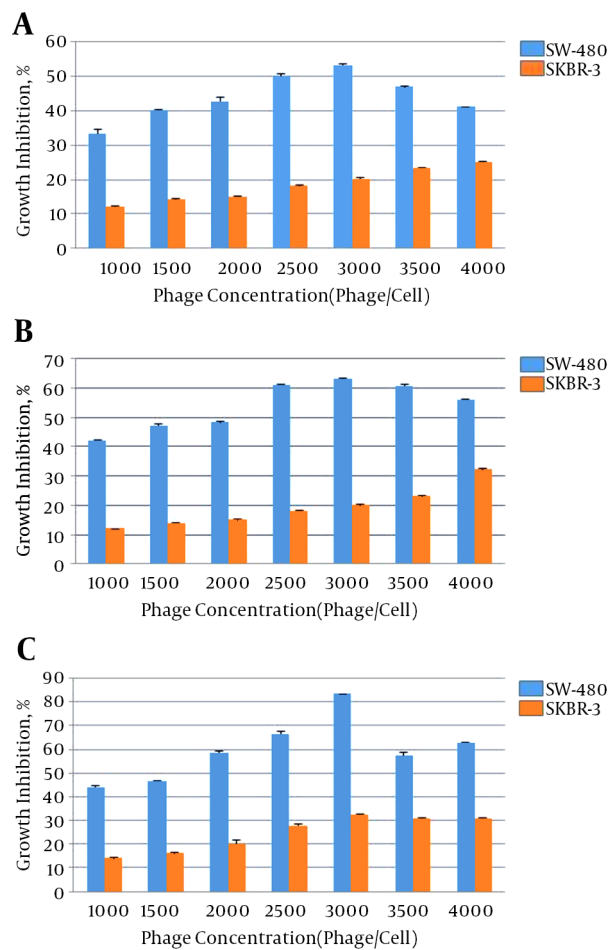 A
60
50
40
30
20
10
0
Growth Inhibition, %
SW-480
SKBR-3
1000 1500 2000 2500 3000 3500 4000
Phage Concentration(Phage/Cell)
B
70
60
50
40
30
20
10
0
Growth Inhibition, %
SW-480
SKBR-3
1000 1500 2000 2500 3000 3500 4000
Phage Concentration(Phage/Cell)
C
90
80
70
60
50
40
30
20
10
0
Growth Inhibition, %
SW-480
SKBR-3
1000 1500 2000 2500 3000 3500 4000
Phage Concentration(Phage/Cell)